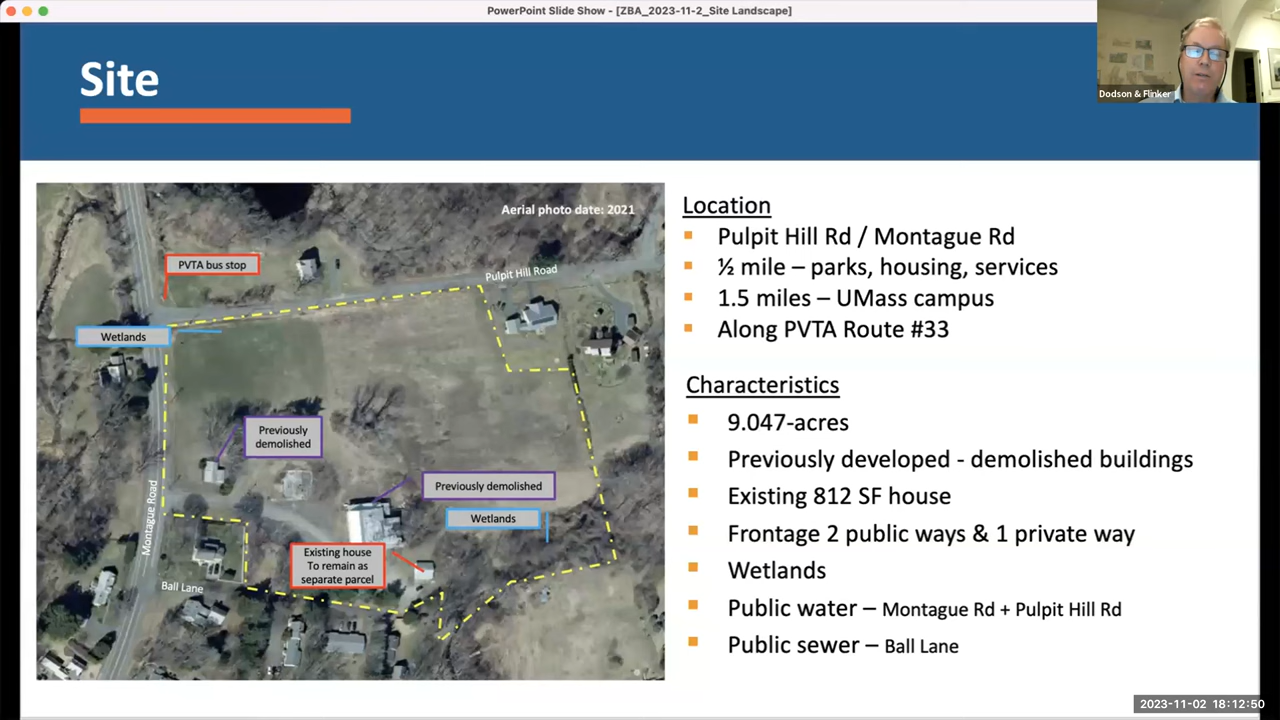 PowerPoint Slide Show - [ZBA_2023-11-2_Site Landscape]
Dodson & Flinker
Site
Aerial photo date: 2021
PVTA bus stop
Pulpit Hill Road
Wetlands
Previously
demolished
Previously demolished
Wetlands
Montague Road
Existing house
To remain as
separate parcel
Ball Lane
Location
Pulpit Hill Rd / Montague Rd
½ mile – parks, housing, services
1.5 miles – UMass campus
Along PVTA Route #33
Characteristics
9.047-acres
Previously developed - demolished buildings
Existing 812 SF house
Frontage 2 public ways & 1 private way
Wetlands
Public water – Montague Rd + Pulpit Hill Rd
Public sewer – Ball Lane
2023-11-02 18:12:50